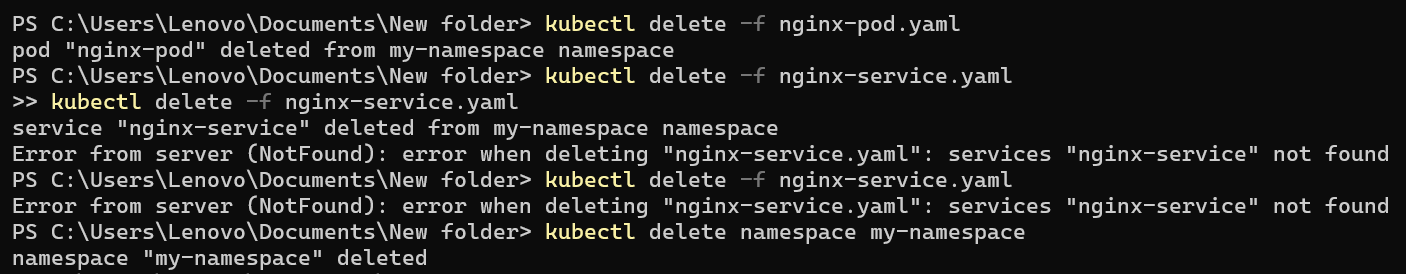 PS C:\Users\Lenovo\Documents\New folder> kubectl delete -f nginx-pod.yaml
pod "nginx-pod" deleted from my-namespace namespace
PS C:\Users\Lenovo\Documents\New folder> kubectl delete -f nginx-service.yaml
>> kubectl delete -f nginx-service.yaml
service "nginx-service" deleted from my-namespace namespace
Error from server (NotFound): error when deleting "nginx-service.yaml": services "nginx-service" not found
PS C:\Users\Lenovo\Documents\New folder> kubectl delete -f nginx-service.yaml
Error from server (NotFound): error when deleting "nginx-service.yaml": services "nginx-service" not found
PS C:\Users\Lenovo\Documents\New folder> kubectl delete namespace my-namespace
namespace "my-namespace" deleted